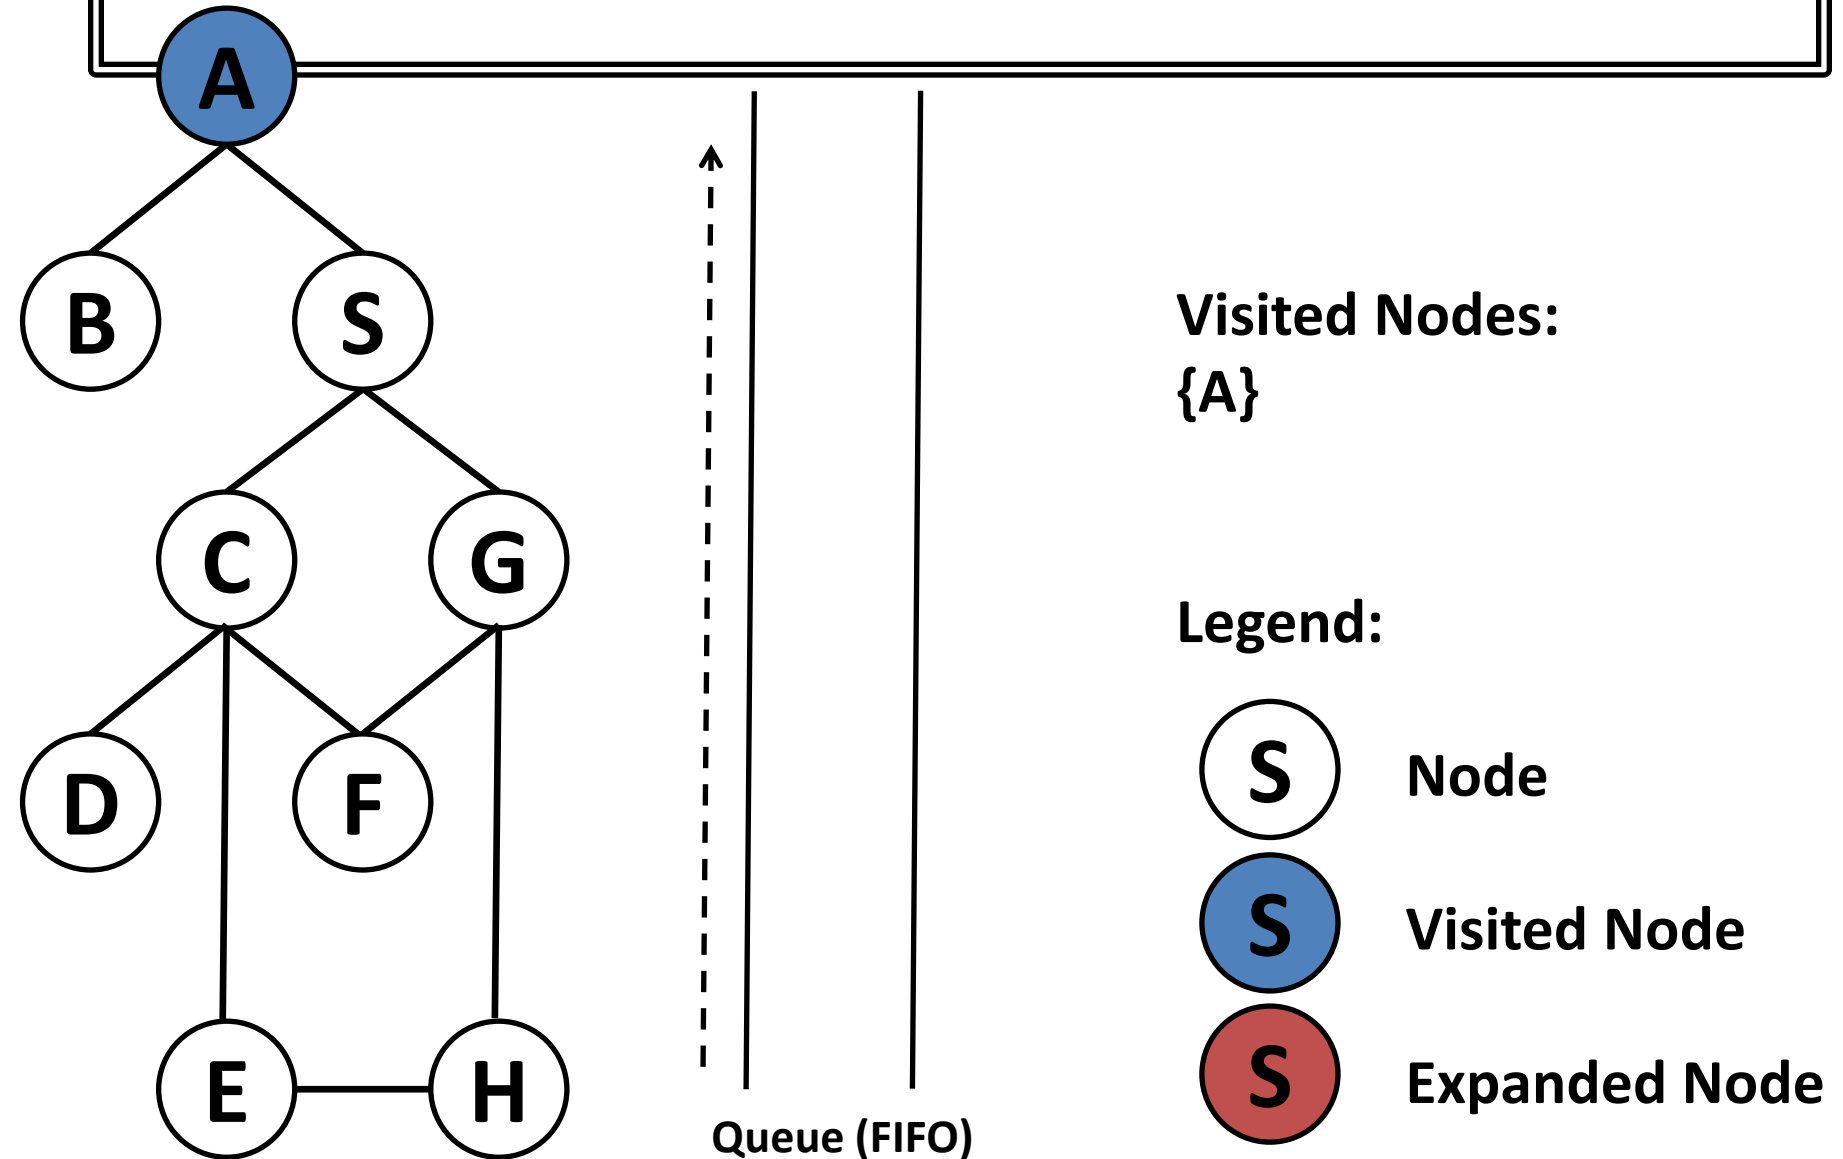 A
B S
C G
D F
E H
Queue (FIFO)
Visited Nodes:
{A}
Legend:
S Node
S Visited Node
S Expanded Node